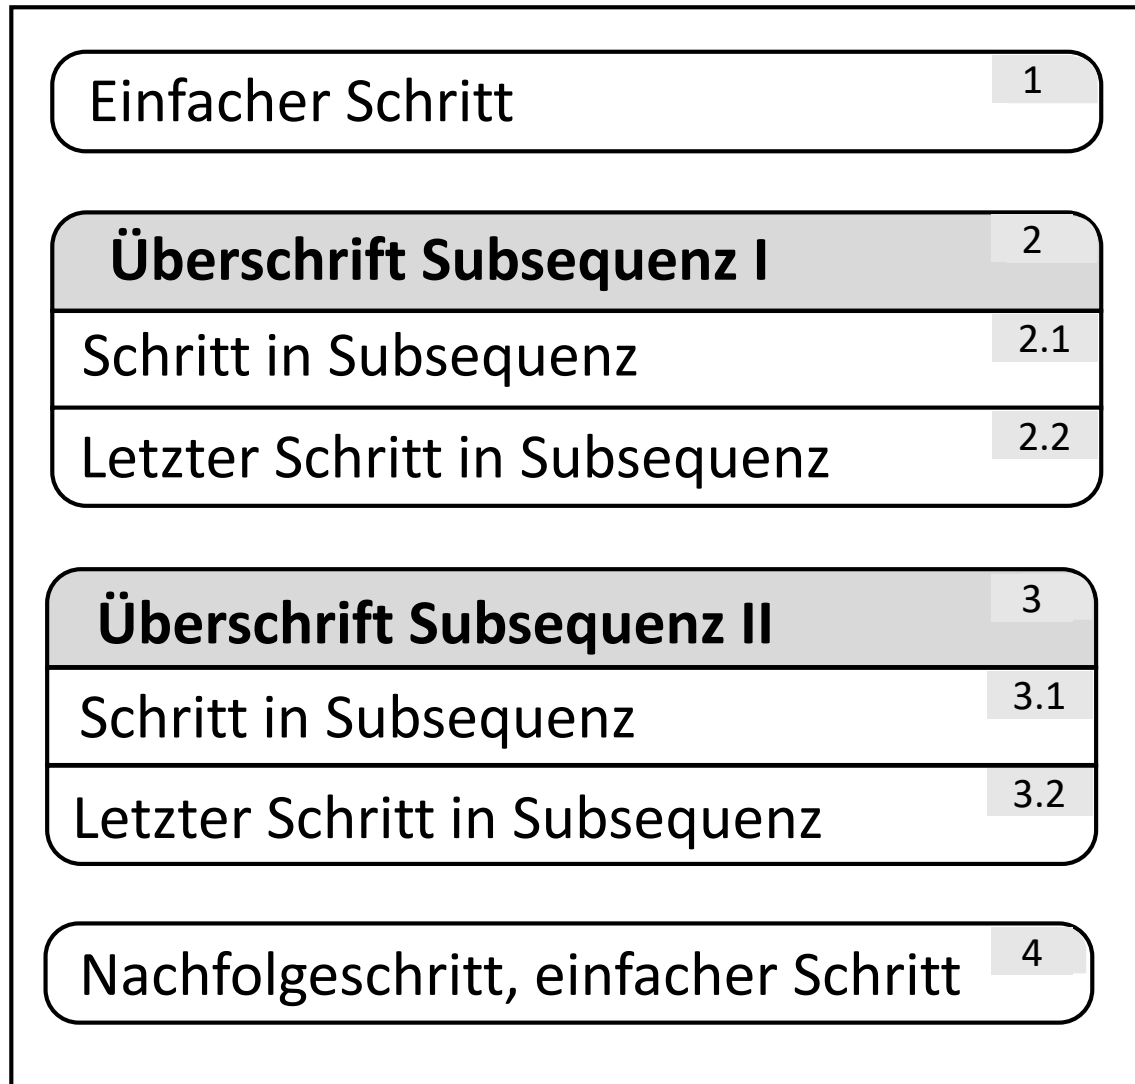 Einfacher Schritt 1
Überschrift Subsequenz I 2
Schritt in Subsequenz 2.1
Letzter Schritt in Subsequenz 2.2
Überschrift Subsequenz II 3
Schritt in Subsequenz 3.1
Letzter Schritt in Subsequenz 3.2
Nachfolgeschritt, einfacher Schritt 4